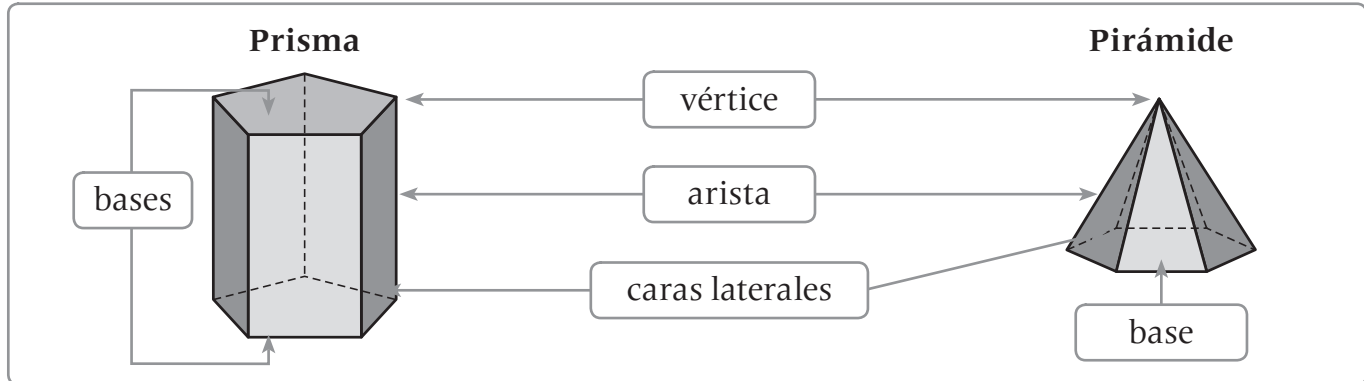 Prisma
Pirámide
vértice
bases
arista
caras laterales
base